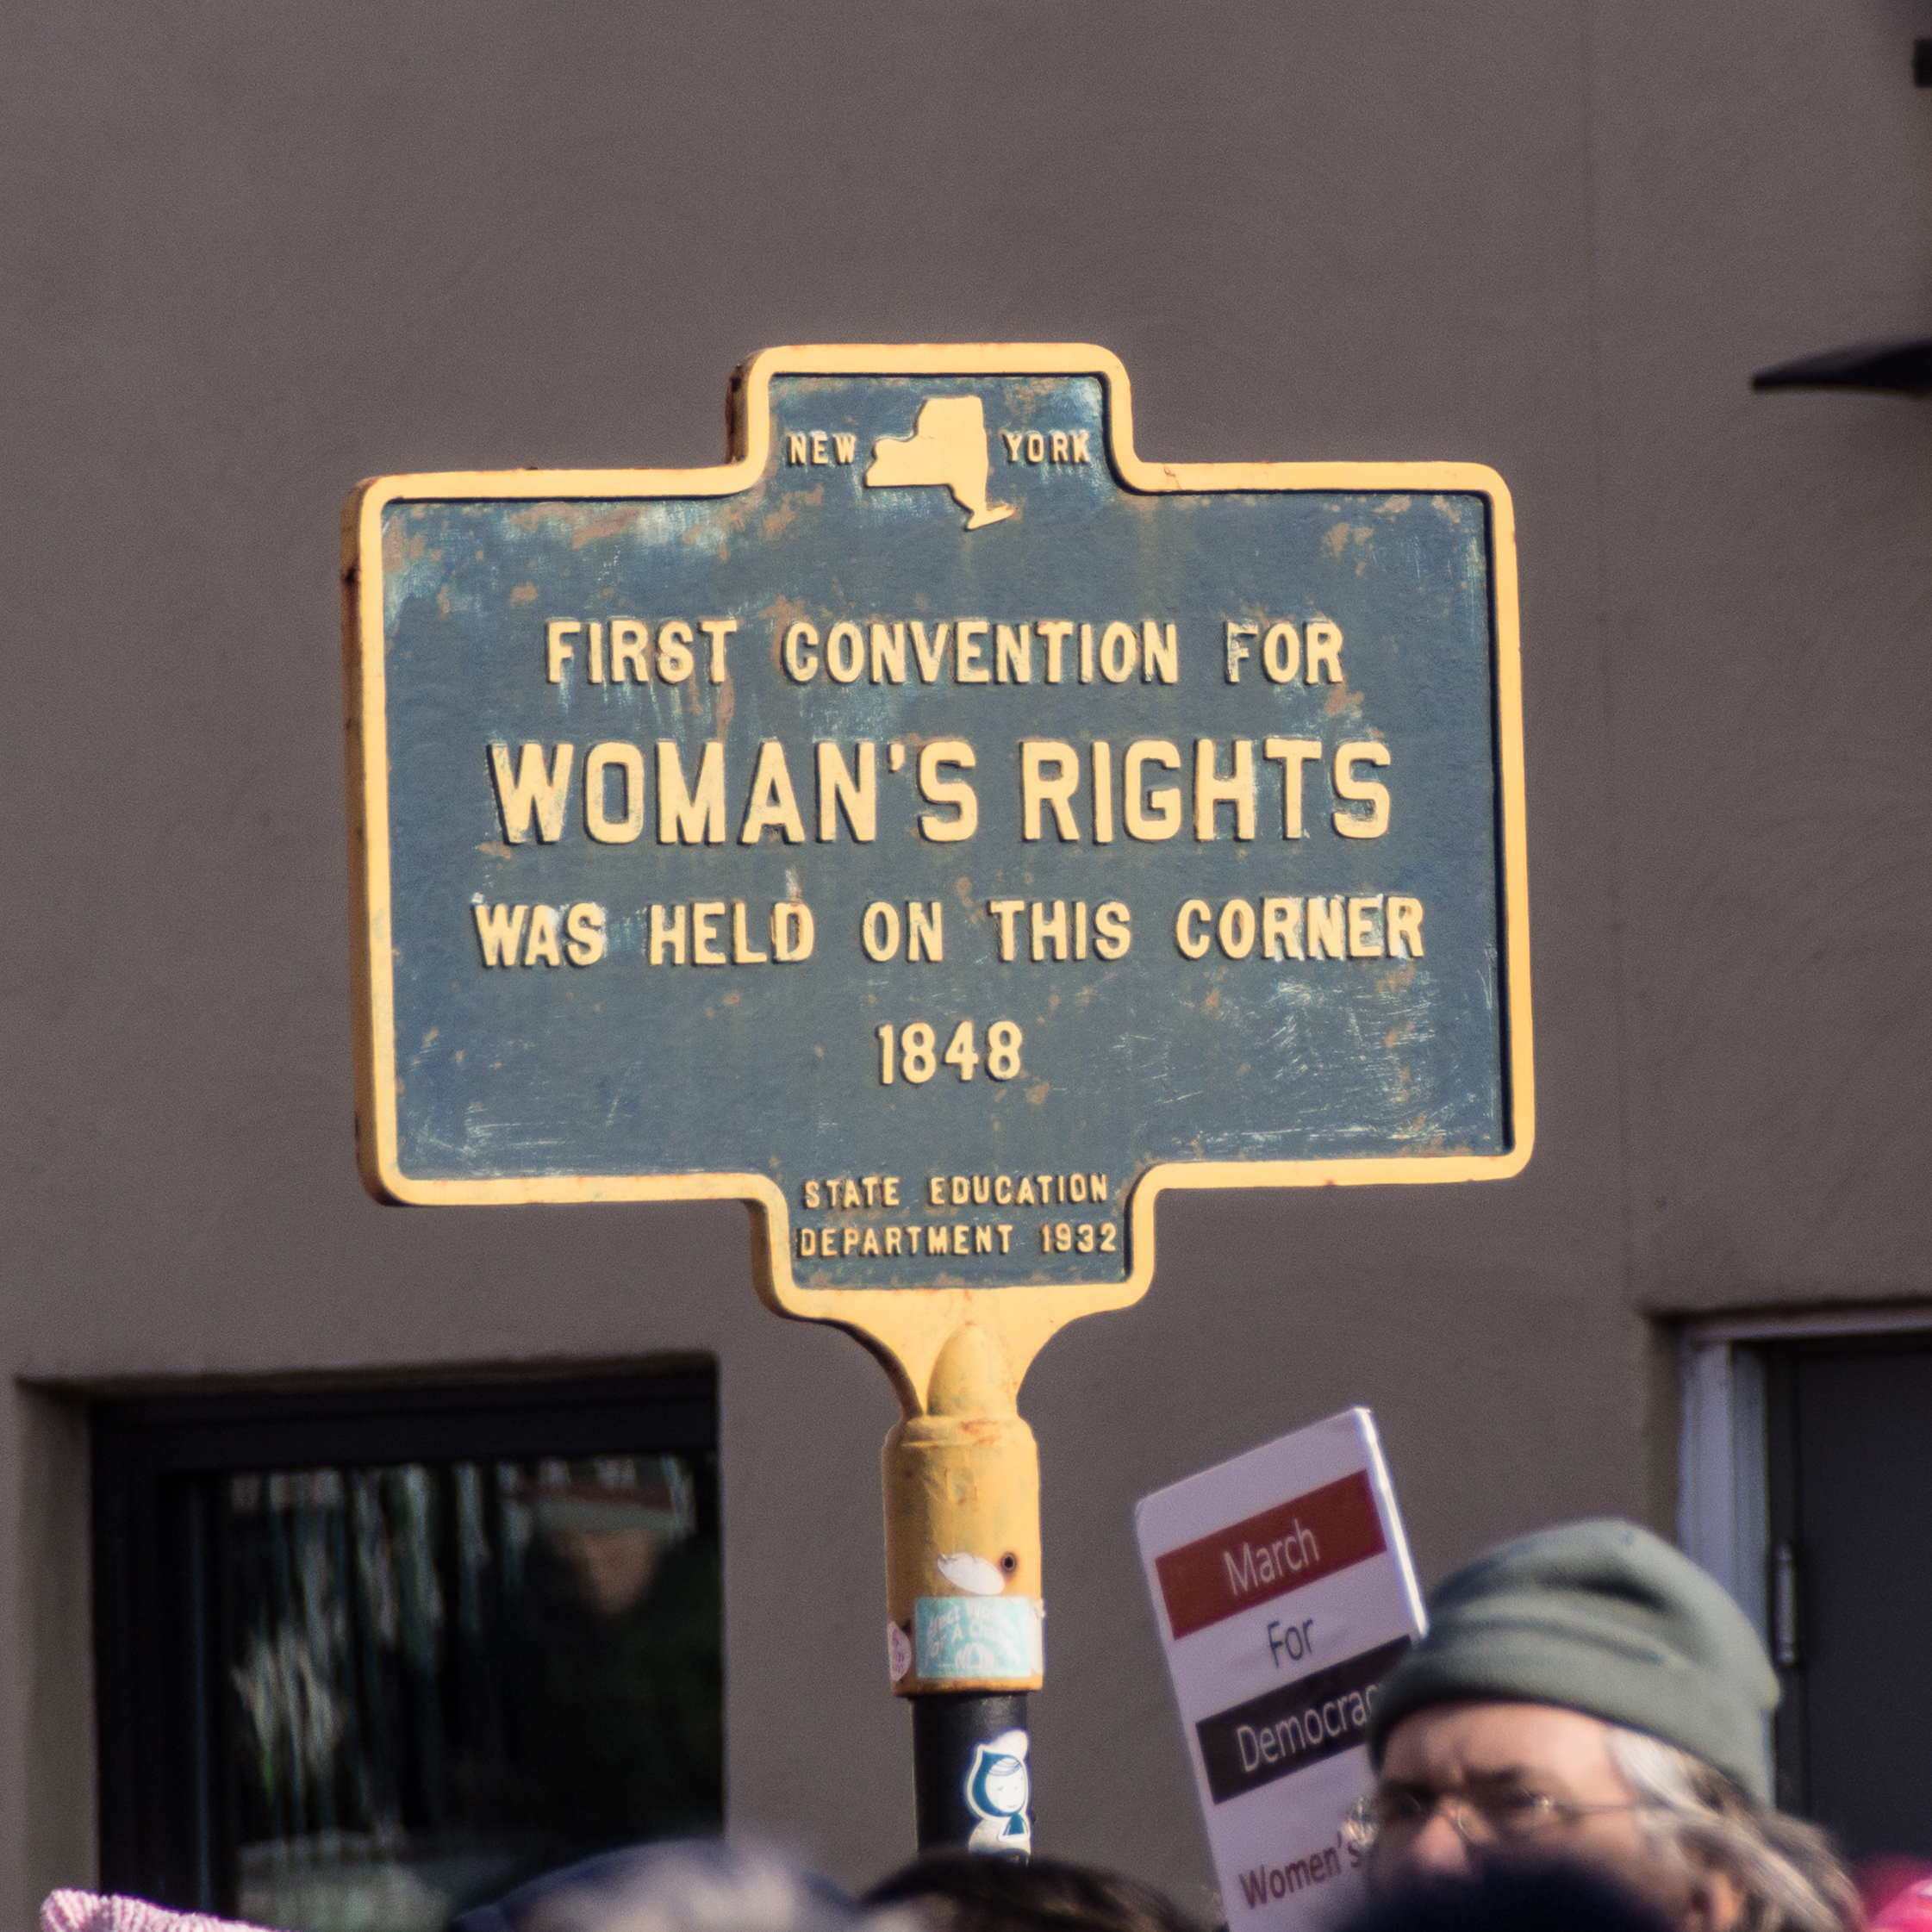 NEW YORK
FIRST CONVENTION FOR
WOMAN'S RIGHTS
WAS HELD ON THIS CORNER
1848
STATE EDUCATION
DEPARTMENT 1932
March
For
Democrac
Women's